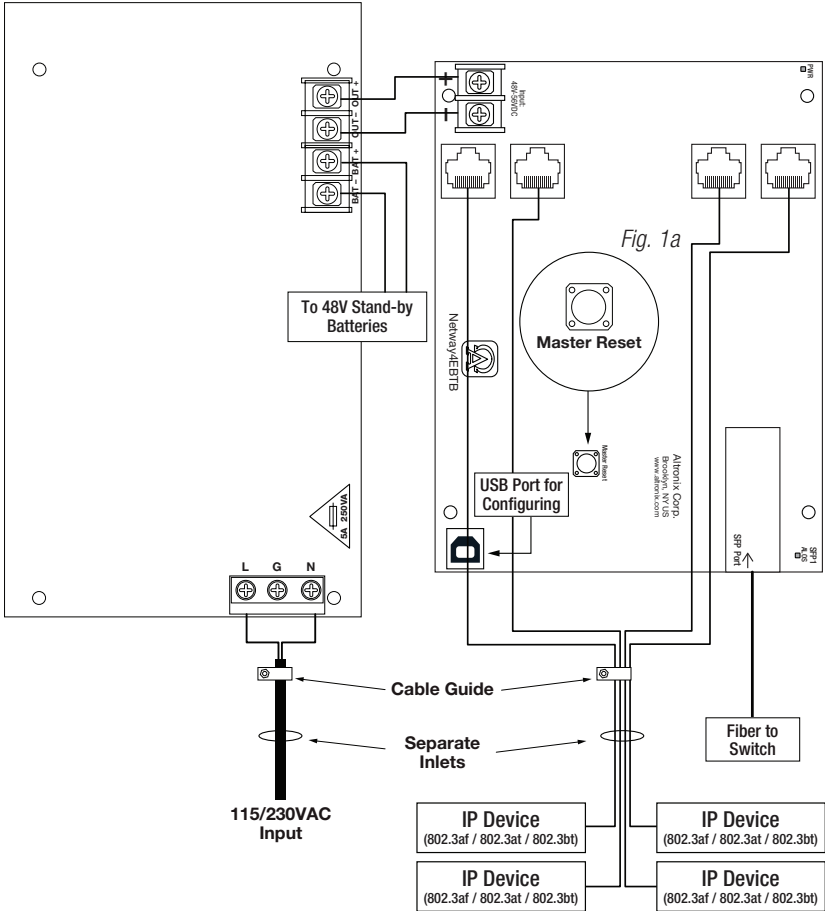 OUT +
OUT –
BAT +
BAT –
To 48V Stand-by
Batteries
5A 250VA
L G N
Cable Guide
Separate
Inlets
115/230VAC
Input
+
–
Input:
48V-56VDC
PWR
Fig. 1a
Master Reset
Netway4EBTB
Master Reset
USB Port for
Configuring
Altronix Corp.
Brooklyn, NY US
www.altronix.com
SFP Port
SFP1
ALOS
Fiber to
Switch
IP Device
(802.3af / 802.3at / 802.3bt)
IP Device
(802.3af / 802.3at / 802.3bt)
IP Device
(802.3af / 802.3at / 802.3bt)
IP Device
(802.3af / 802.3at / 802.3bt)